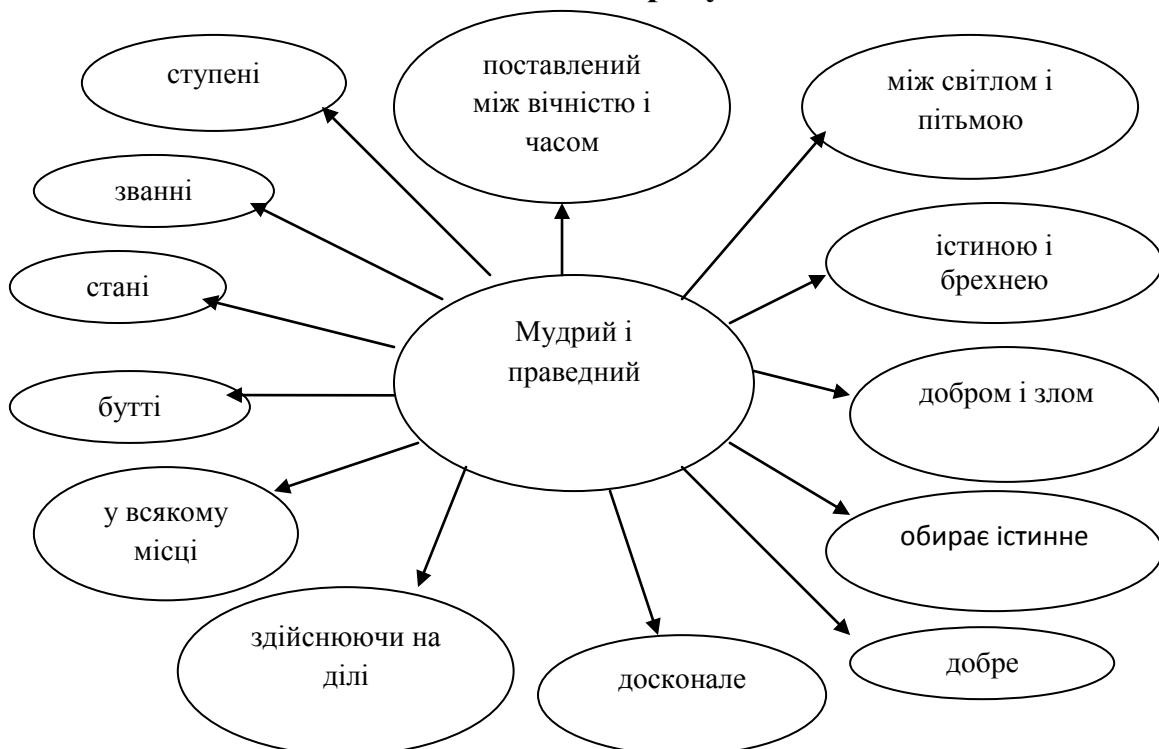 ступені
поставлений
між вічністю і
часом
між світлом і
пітьмою
званні
істиною і
брехнею
стані
Мудрий і
праведний
бутті
добром і злом
у всякому
місці
обирає істинне
здійснюючи на
ділі
досконале
добре